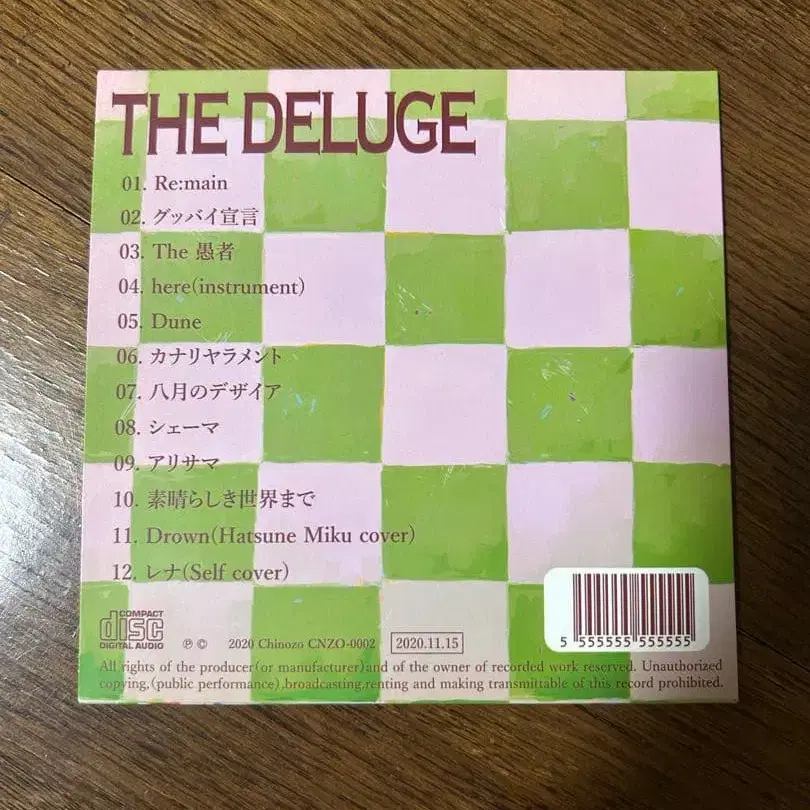 THE DELUGE
01. Re:main
02. グッバイ宣言
03. The 愚者
04. here(instrument)
05. Dune
06. カナリヤラメント
07. 八月のデザイア
08. シェーマ
09. アリサマ
10. 素晴らしき世界まで
11. Drown(Hatsune Miku cover)
12. レナ(Self cover)
COMPACT
disc
DIGITAL AUDIO
℗ © 2020 Chinozo CNZO-0002 2020.11.15
5 555555 555555
All rights of the producer(or manufacturer)and of the owner of recorded work reserved. Unauthorized
copying,(public performance),broadcasting,renting and making transmittable of this record prohibited.